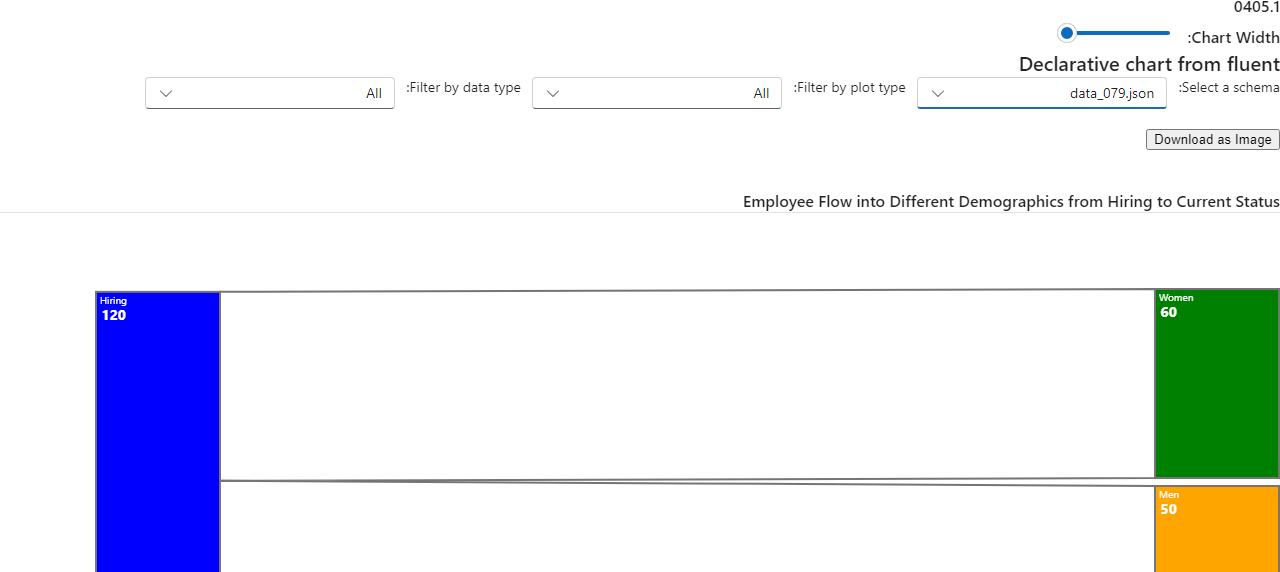 0405.1
Chart Width:
Declarative chart from fluent
Select a schema: data_079.json Filter by plot type: All Filter by data type: All
Download as Image
Employee Flow into Different Demographics from Hiring to Current Status
Hiring
120
Women
60
Men
50